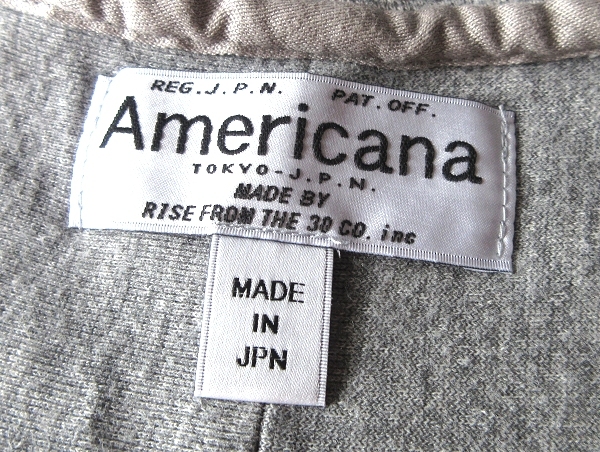 REG.J.P.N. PAT.OFF.
Americana
TOKYO-J.P.N.
MADE BY
RISE FROM THE 30 CO. inc
MADE
IN
JPN